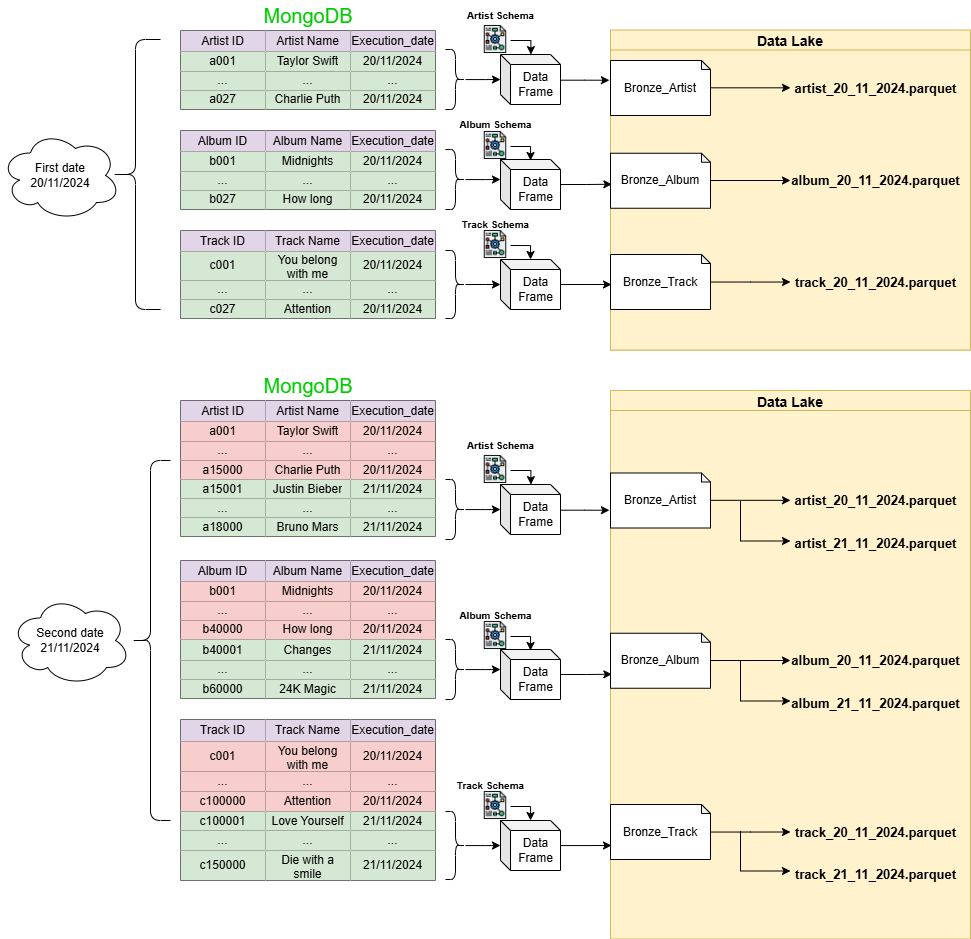 MongoDB
Artist ID Artist Name Execution_date
a001 Taylor Swift 20/11/2024
... ... ...
a027 Charlie Puth 20/11/2024
Artist Schema
Data
Frame
Data Lake
Bronze_Artist
artist_20_11_2024.parquet
First date
20/11/2024
Album ID Album Name Execution_date
b001 Midnights 20/11/2024
... ... ...
b027 How long 20/11/2024
Album Schema
Data
Frame
Bronze_Album
album_20_11_2024.parquet
Track ID Track Name Execution_date
c001 You belong with me 20/11/2024
... ... ...
c027 Attention 20/11/2024
Track Schema
Data
Frame
Bronze_Track
track_20_11_2024.parquet
MongoDB
Artist ID Artist Name Execution_date
a001 Taylor Swift 20/11/2024
... ... ...
a15000 Charlie Puth 20/11/2024
a15001 Justin Bieber 21/11/2024
... ... ...
a18000 Bruno Mars 21/11/2024
Artist Schema
Data
Frame
Data Lake
Bronze_Artist
artist_20_11_2024.parquet
artist_21_11_2024.parquet
Second date
21/11/2024
Album ID Album Name Execution_date
b001 Midnights 20/11/2024
... ... ...
b40000 How long 20/11/2024
b40001 Changes 21/11/2024
... ... ...
b60000 24K Magic 21/11/2024
Album Schema
Data
Frame
Bronze_Album
album_20_11_2024.parquet
album_21_11_2024.parquet
Track ID Track Name Execution_date
c001 You belong with me 20/11/2024
... ... ...
c100000 Attention 20/11/2024
c100001 Love Yourself 21/11/2024
... ... ...
c150000 Die with a smile 21/11/2024
Track Schema
Data
Frame
Bronze_Track
track_20_11_2024.parquet
track_21_11_2024.parquet